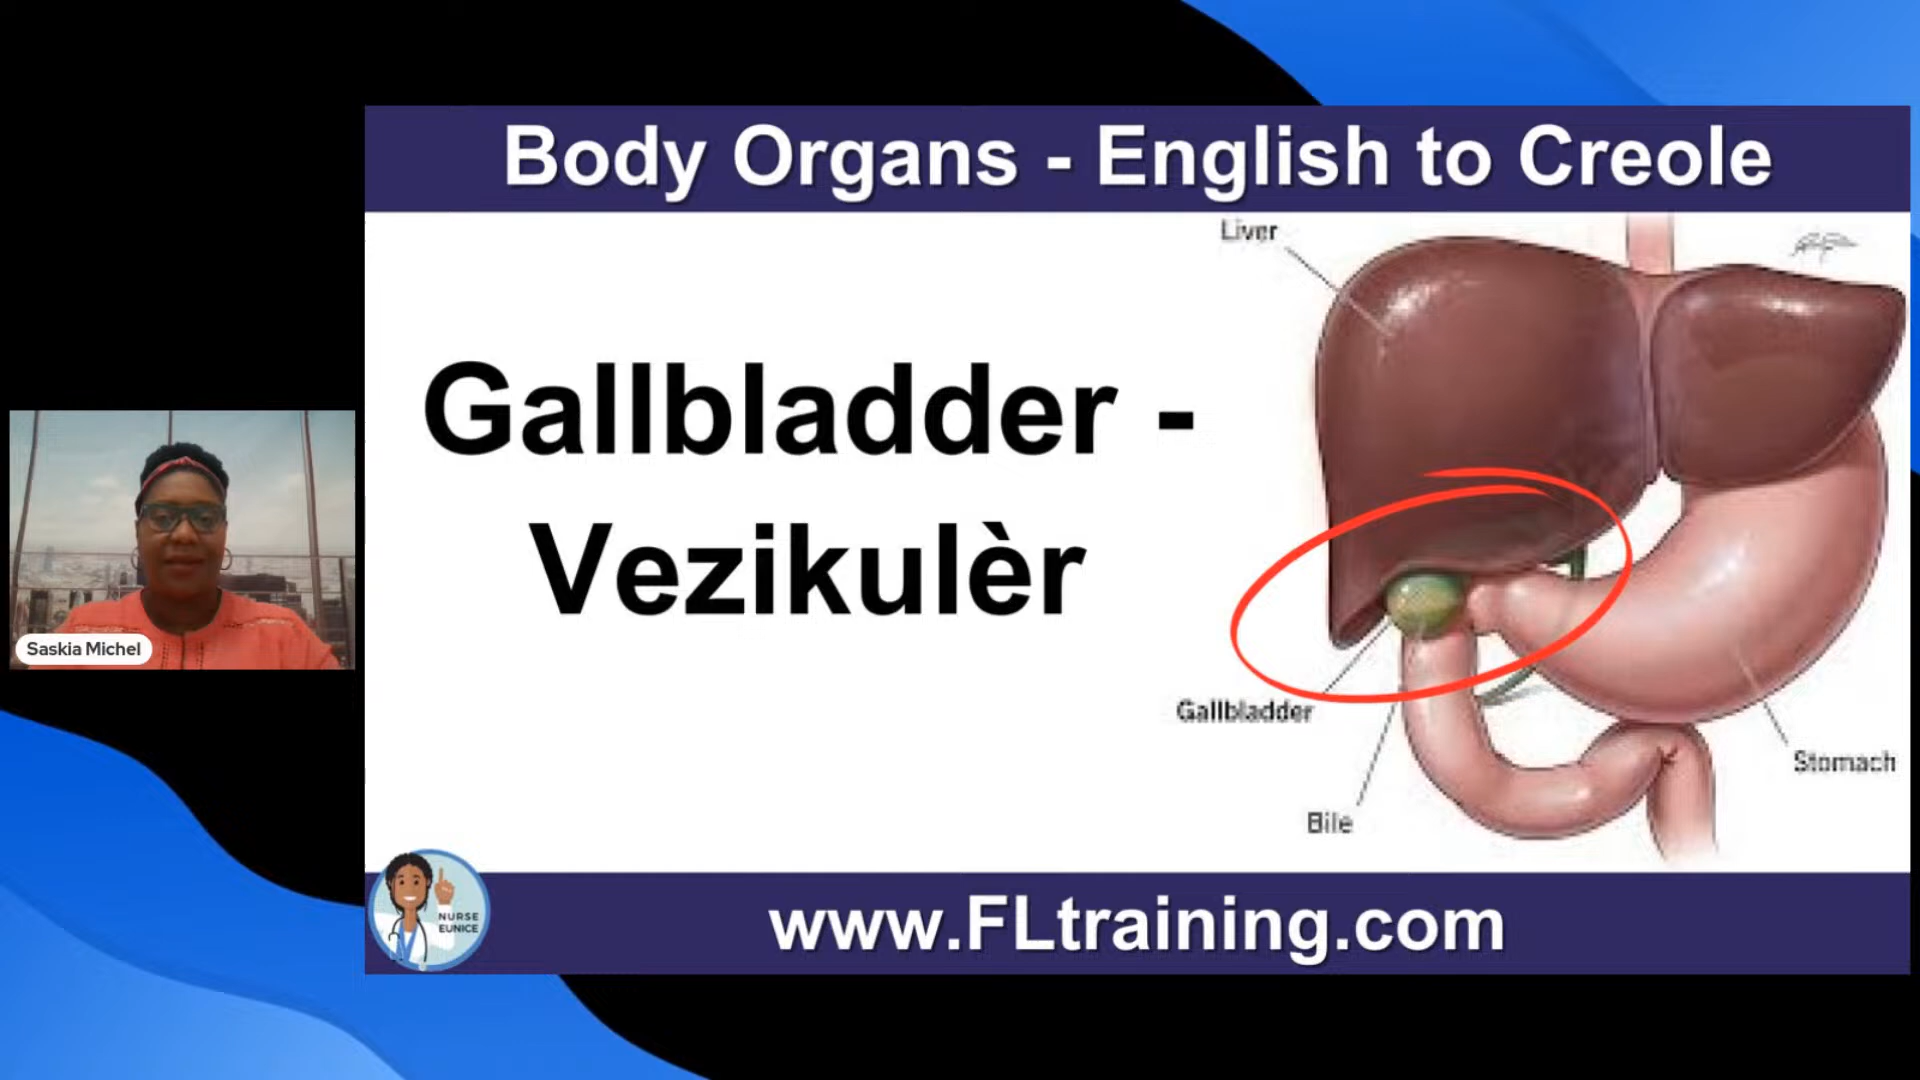 Body Organs - English to Creole
Liver
Gallbladder -
Vezikulèr
Gallbladder
Bile
Stomach
Saskia Michel
NURSE
EUNICE
www.FLtraining.com